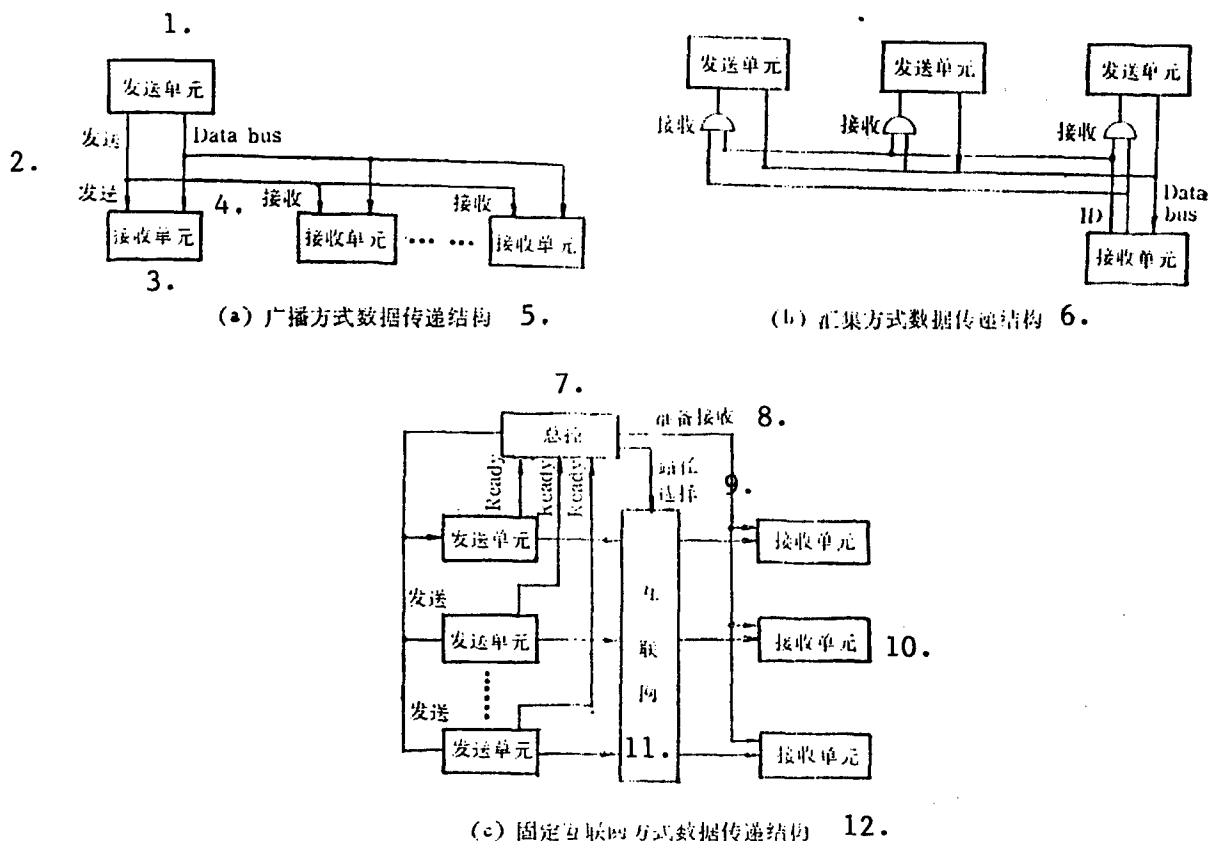 1.
发送单元
发送
Data bus
2.
发送
4.
接收
接收
接收单元
接收单元
... ...
接收单元
3.
(a) 广播方式数据传递结构 5.
发送单元
发送单元
发送单元
接收
接收
接收
ID
Data
bus
接收单元
(b) 汇集方式数据传递结构 6.
7.
总控
准备接收 8.
Ready
Ready
Ready
选择 9.
发送单元
接收单元
发送
发送单元
接收单元 10.
发送
发送单元
接收单元
互
联
网
11.
(c) 固定互联网方式数据传递结构 12.